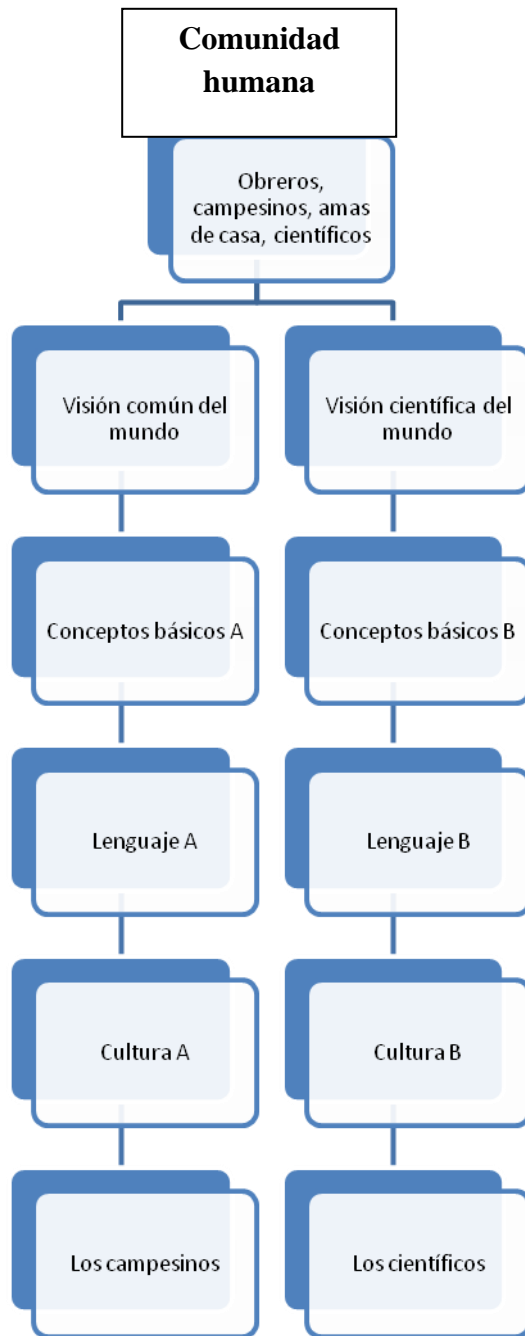 Comunidad
humana
Obreros,
campesinos, amas
de casa, científicos
Visión común del
mundo
Visión científica del
mundo
Conceptos básicos A
Conceptos básicos B
Lenguaje A
Lenguaje B
Cultura A
Cultura B
Los campesinos
Los científicos